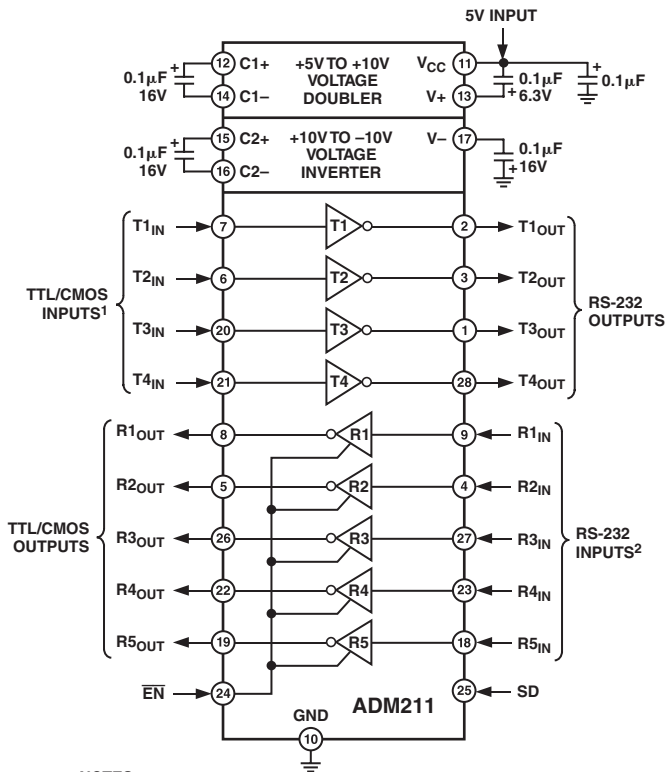 5V INPUT
0.1µF
16V
+
12
C1+
14
C1–
+5V TO +10V
VOLTAGE
DOUBLER
VCC
11
V+
13
+
0.1µF
6.3V
+
0.1µF
0.1µF
16V
+
15
C2+
16
C2–
+10V TO –10V
VOLTAGE
INVERTER
V–
17
0.1µF
+
16V
TTL/CMOS
INPUTS1
T1IN 7 T1 2 T1OUT
T2IN 6 T2 3 T2OUT
T3IN 20 T3 1 T3OUT
T4IN 21 T4 28 T4OUT
RS-232
OUTPUTS
TTL/CMOS
OUTPUTS
R1OUT 8 R1 9 R1IN
R2OUT 5 R2 4 R2IN
R3OUT 26 R3 27 R3IN
R4OUT 22 R4 23 R4IN
R5OUT 19 R5 18 R5IN
RS-232
INPUTS2
EN 24
ADM211
25 SD
GND
10